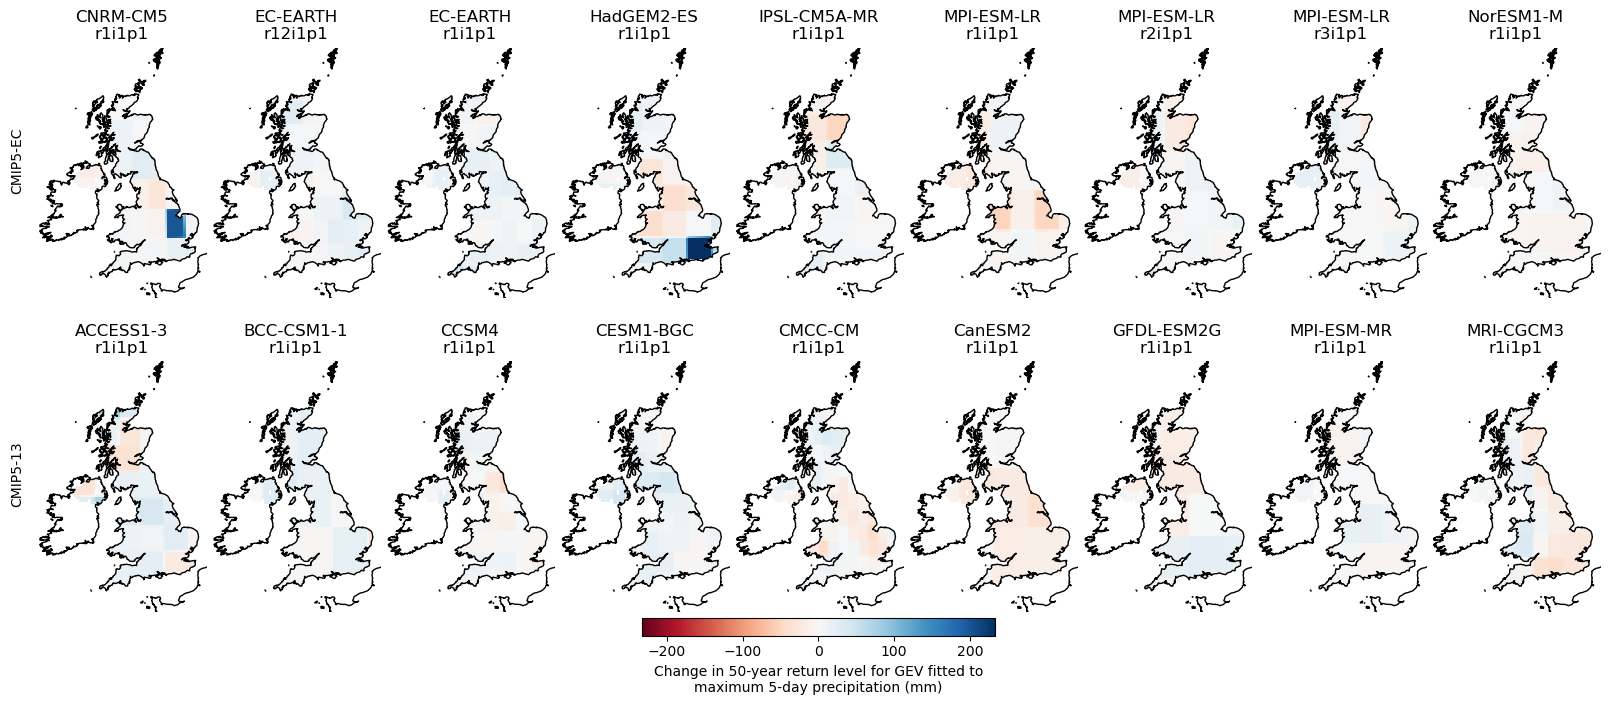 CNRM-CM5
r1i1p1
EC-EARTH
r12i1p1
EC-EARTH
r1i1p1
HadGEM2-ES
r1i1p1
IPSL-CM5A-MR
r1i1p1
MPI-ESM-LR
r1i1p1
MPI-ESM-LR
r2i1p1
MPI-ESM-LR
r3i1p1
NorESM1-M
r1i1p1
CMIP5-EC
ACCESS1-3
r1i1p1
BCC-CSM1-1
r1i1p1
CCSM4
r1i1p1
CESM1-BGC
r1i1p1
CMCC-CM
r1i1p1
CanESM2
r1i1p1
GFDL-ESM2G
r1i1p1
MPI-ESM-MR
r1i1p1
MRI-CGCM3
r1i1p1
CMIP5-13
−200 −100 0 100 200
Change in 50-year return level for GEV fitted to
maximum 5-day precipitation (mm)